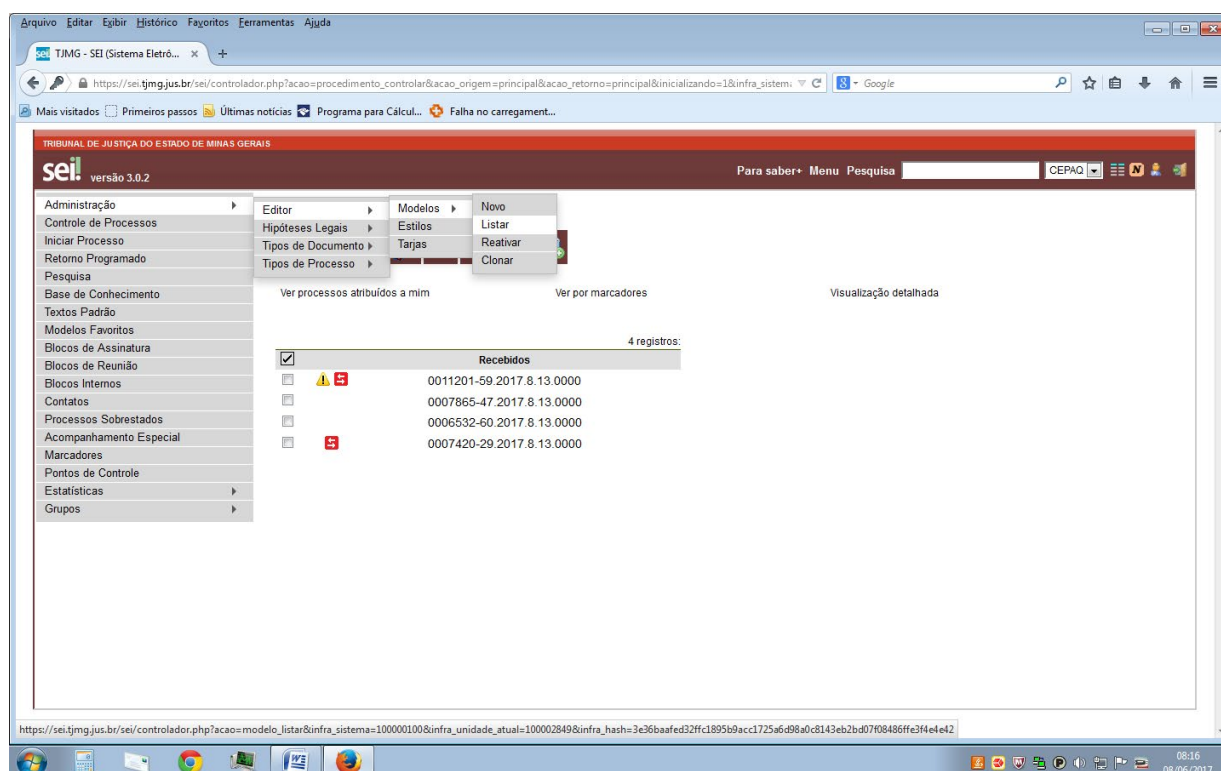 Arquivo Editar Exibir Histórico Favoritos Ferramentas Ajuda
sei TJMG - SEI (Sistema Eletrô... × +
https://sei.tjmg.jus.br/sei/controlador.php?acao=procedimento_controlar&acao_origem=principal&acao_retorno=principal&inicializando=1&infra_sistema 8 Google
Mais visitados Primeiros passos Últimas notícias Programa para Cálcul... Falha no carregament...
TRIBUNAL DE JUSTIÇA DO ESTADO DE MINAS GERAIS
sei! versão 3.0.2 Para saber+ Menu Pesquisa CEPAQ N
Administração
Controle de Processos
Iniciar Processo
Retorno Programado
Pesquisa
Base de Conhecimento
Textos Padrão
Modelos Favoritos
Blocos de Assinatura
Blocos de Reunião
Blocos Internos
Contatos
Processos Sobrestados
Acompanhamento Especial
Marcadores
Pontos de Controle
Estatísticas
Grupos
Editor
Hipóteses Legais
Tipos de Documento
Tipos de Processo
Modelos
Estilos
Tarjas
Novo
Listar
Reativar
Clonar
Ver processos atribuídos a mim Ver por marcadores Visualização detalhada
4 registros:
Recebidos
0011201-59.2017.8.13.0000
0007865-47.2017.8.13.0000
0006532-60.2017.8.13.0000
0007420-29.2017.8.13.0000
https://sei.tjmg.jus.br/sei/controlador.php?acao=modelo_listar&infra_sistema=100000100&infra_unidade_atual=100002849&infra_hash=3e36baafed32ffc1895b9acc1725a6d98a0c8143eb2bd07f08486ffe3f4e4e42
08:16
08/06/2017